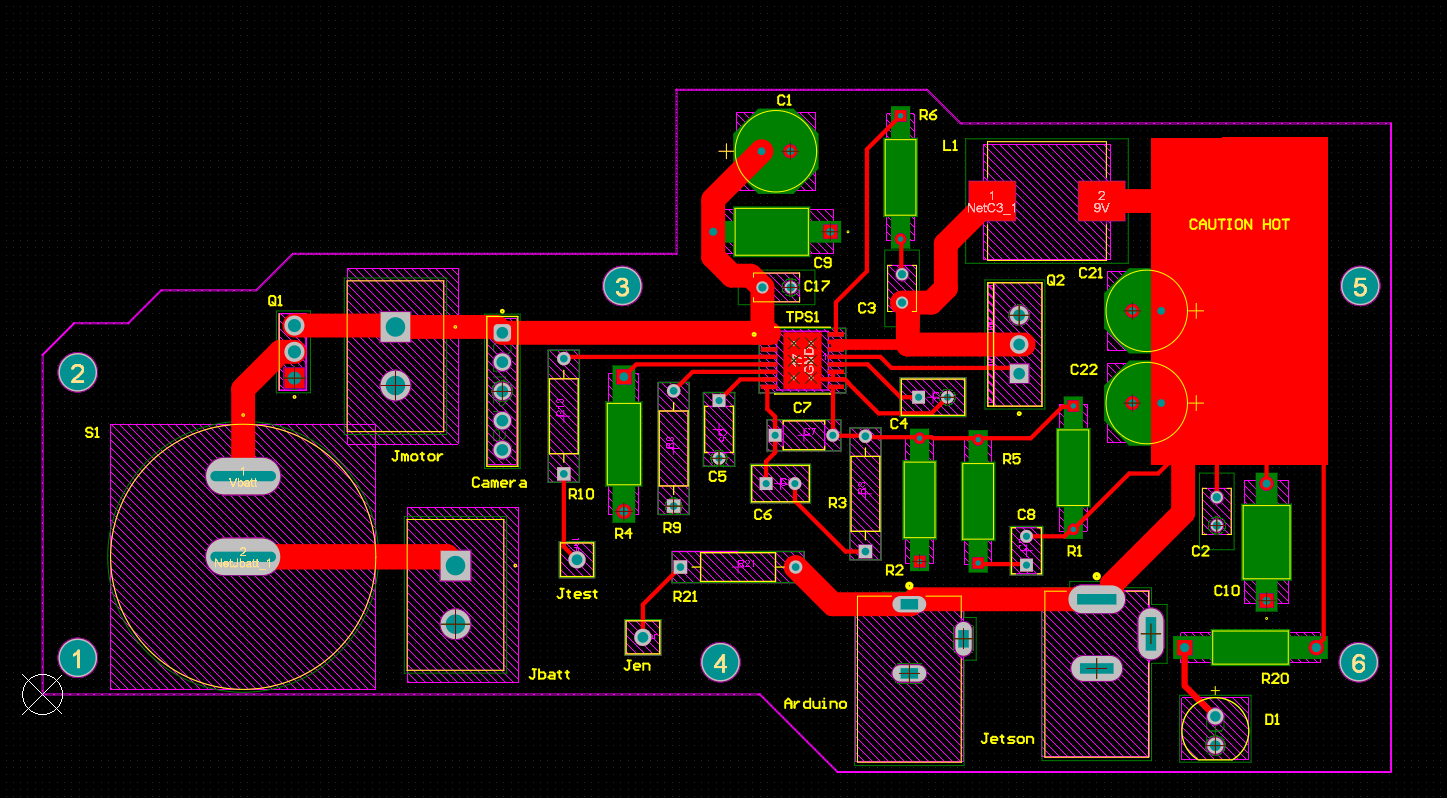 C1
R6
L1
1
NetC3_1
2
9V
CAUTION HOT
C9
Q2
C21
3
C17
5
Q1
C3
TPS1
GND
2
C22
C7
C4
S1
Jmotor
R5
1
Vbatt
Camera
C5
R10
C6
R3
C8
R4
R9
R1
2
NetJbatt_1
C2
R2
Jtest
R21
C10
1
4
6
Jen
Jbatt
R20
Arduino
D1
Jetson